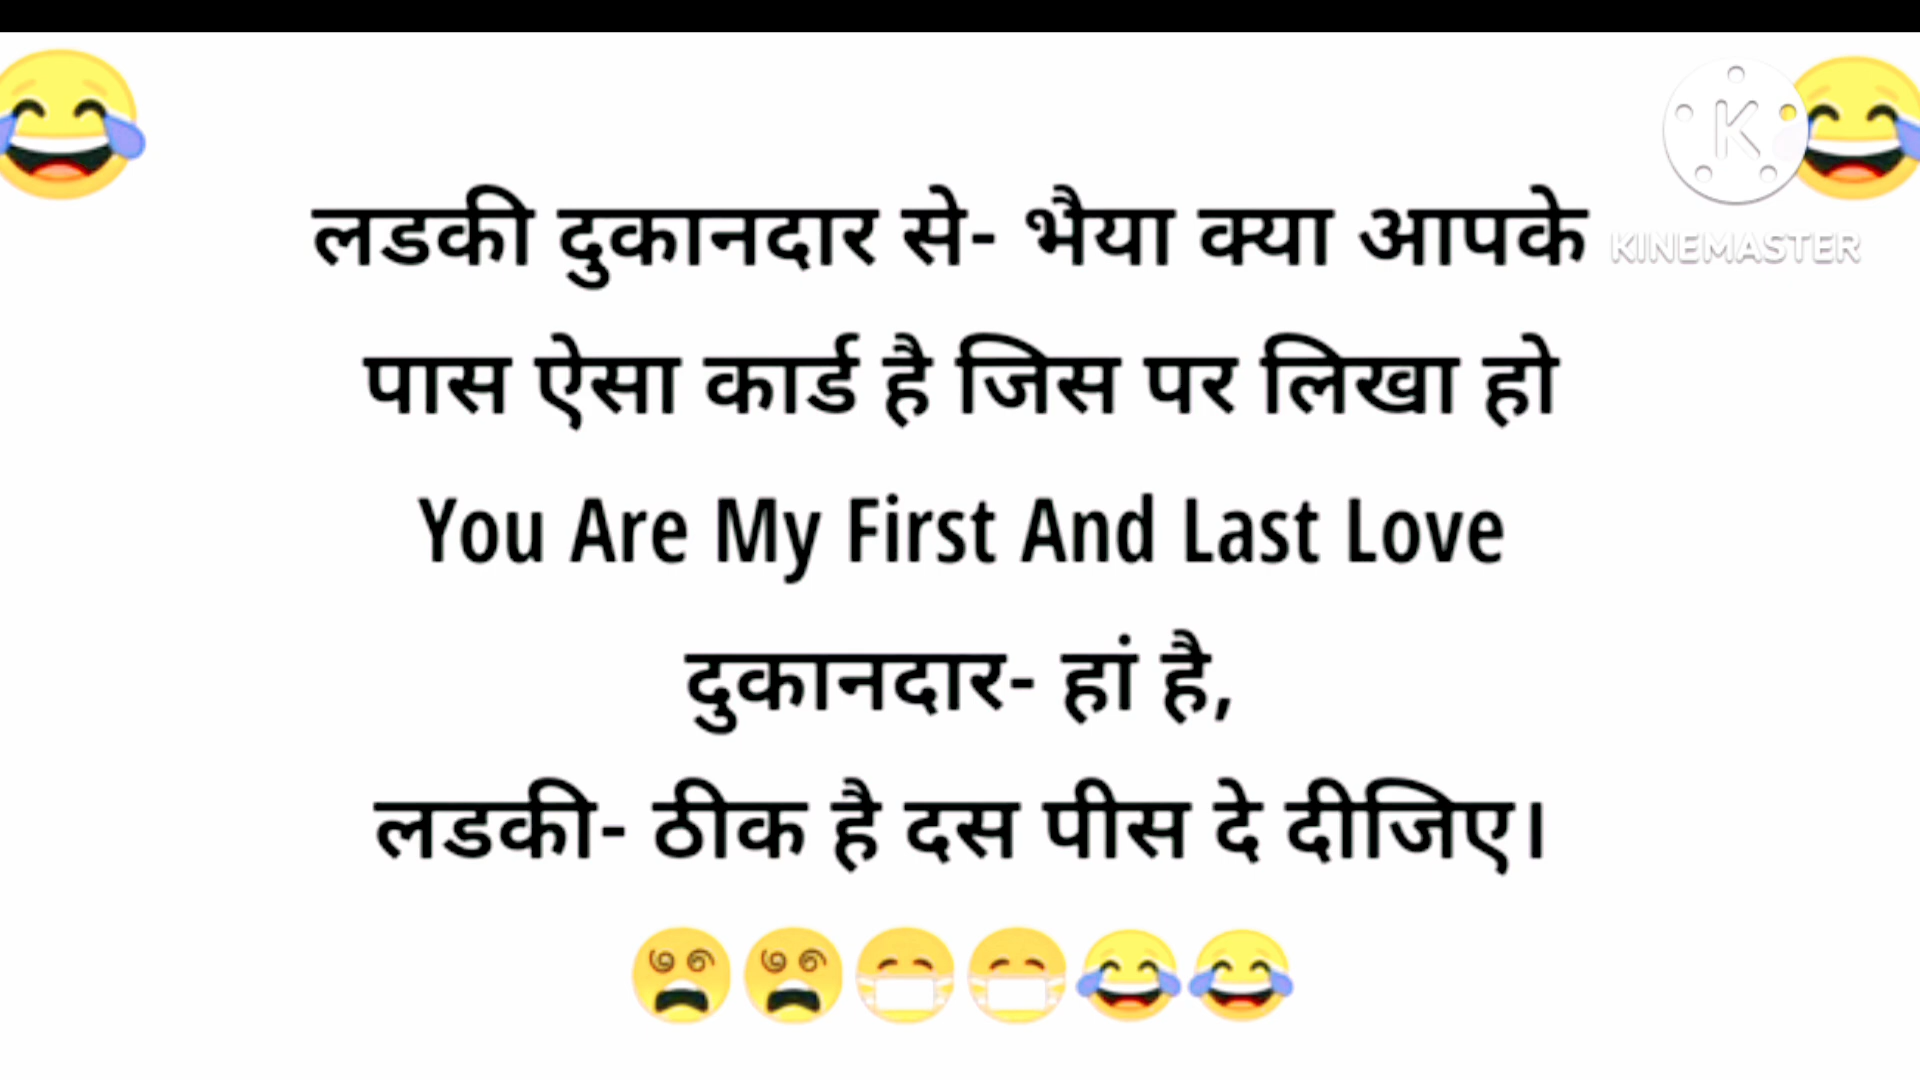 लडकी दुकानदार से- भैया क्या आपके
पास ऐसा कार्ड है जिस पर लिखा हो
You Are My First And Last Love
दुकानदार- हां है,
लडकी- ठीक है दस पीस दे दीजिए।
K
KINEMASTER